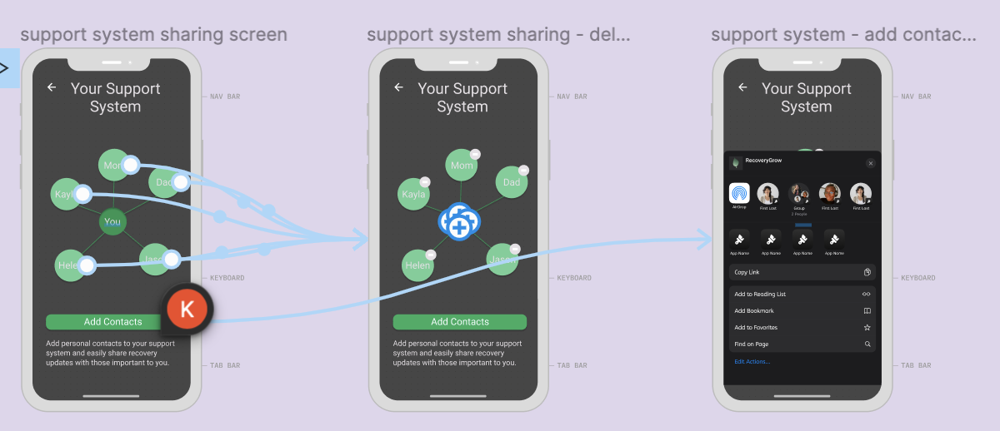 support system sharing screen
support system sharing - del...
support system - add contac...
Your Support
System
NAV BAR
Mom
Dad
Kayla
You
Helen
Jason
KEYBOARD
K
Add Contacts
Add personal contacts to your support
system and easily share recovery
updates with those important to you.
TAB BAR
Your Support
System
NAV BAR
Mom
Dad
Kayla
Helen
Jason
KEYBOARD
Add Contacts
Add personal contacts to your support
system and easily share recovery
updates with those important to you.
TAB BAR
Your Support
System
NAV BAR
RecoveryGrow
AirDrop
First Last
Group
2 People
First Last
First Last
App Name
App Name
App Name
App Name
Copy Link
KEYBOARD
Add to Reading List
Add Bookmark
Add to Favorites
Find on Page
Edit Actions...
TAB BAR